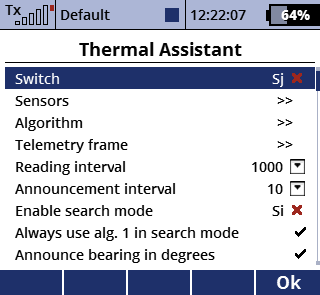 Tx Default 12:22:07 64%
Thermal Assistant
Switch Sj
Sensors >>
Algorithm >>
Telemetry frame >>
Reading interval 1000
Announcement interval 10
Enable search mode Si
Always use alg. 1 in search mode
Announce bearing in degrees
Ok